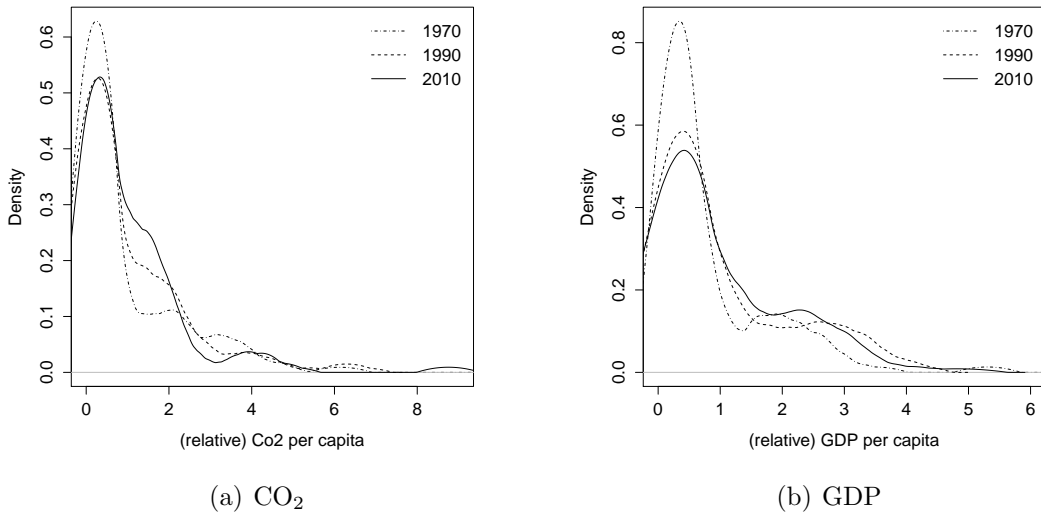 0.0 0.1 0.2 0.3 0.4 0.5 0.6
Density
1970
1990
2010
0 2 4 6 8
(relative) Co2 per capita
(a) CO₂
0.0 0.2 0.4 0.6 0.8
Density
1970
1990
2010
0 1 2 3 4 5 6
(relative) GDP per capita
(b) GDP